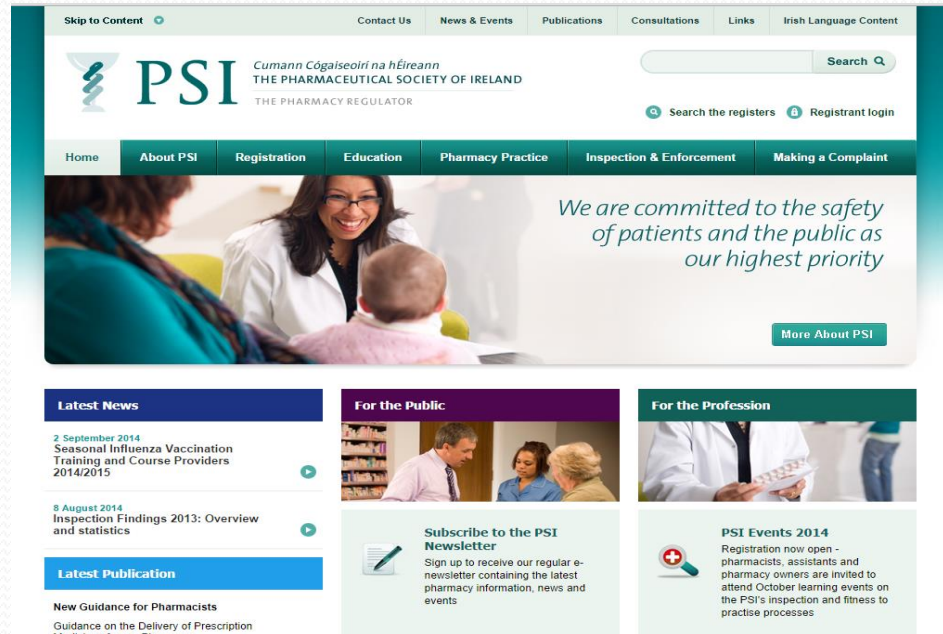 Skip to Content
Contact Us
News & Events
Publications
Consultations
Links
Irish Language Content
PSI
Cumann Cógaiseoirí na hÉireann
THE PHARMACEUTICAL SOCIETY OF IRELAND
THE PHARMACY REGULATOR
Search
Search the registers
Registrant login
Home
About PSI
Registration
Education
Pharmacy Practice
Inspection & Enforcement
Making a Complaint
We are committed to the safety
of patients and the public as
our highest priority
More About PSI
Latest News
2 September 2014
Seasonal Influenza Vaccination
Training and Course Providers
2014/2015
8 August 2014
Inspection Findings 2013: Overview
and statistics
Latest Publication
New Guidance for Pharmacists
Guidance on the Delivery of Prescription
For the Public
Subscribe to the PSI
Newsletter
Sign up to receive our regular e-
newsletter containing the latest
pharmacy information, news and
events
For the Profession
PSI Events 2014
Registration now open -
pharmacists, assistants and
pharmacy owners are invited to
attend October learning events on
the PSI's inspection and fitness to
practise processes